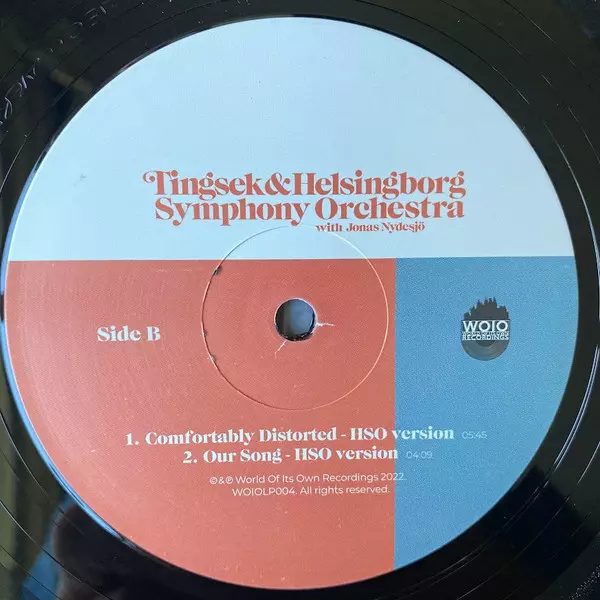 Tingsek&Helsingborg
Symphony Orchestra
with Jonas Nydesjö
Side B
WOIO
RECORDINGS
1. Comfortably Distorted - HSO version 05:45
2. Our Song - HSO version 04:09
©&℗ World Of Its Own Recordings 2022.
WOIOLP004. All rights reserved.